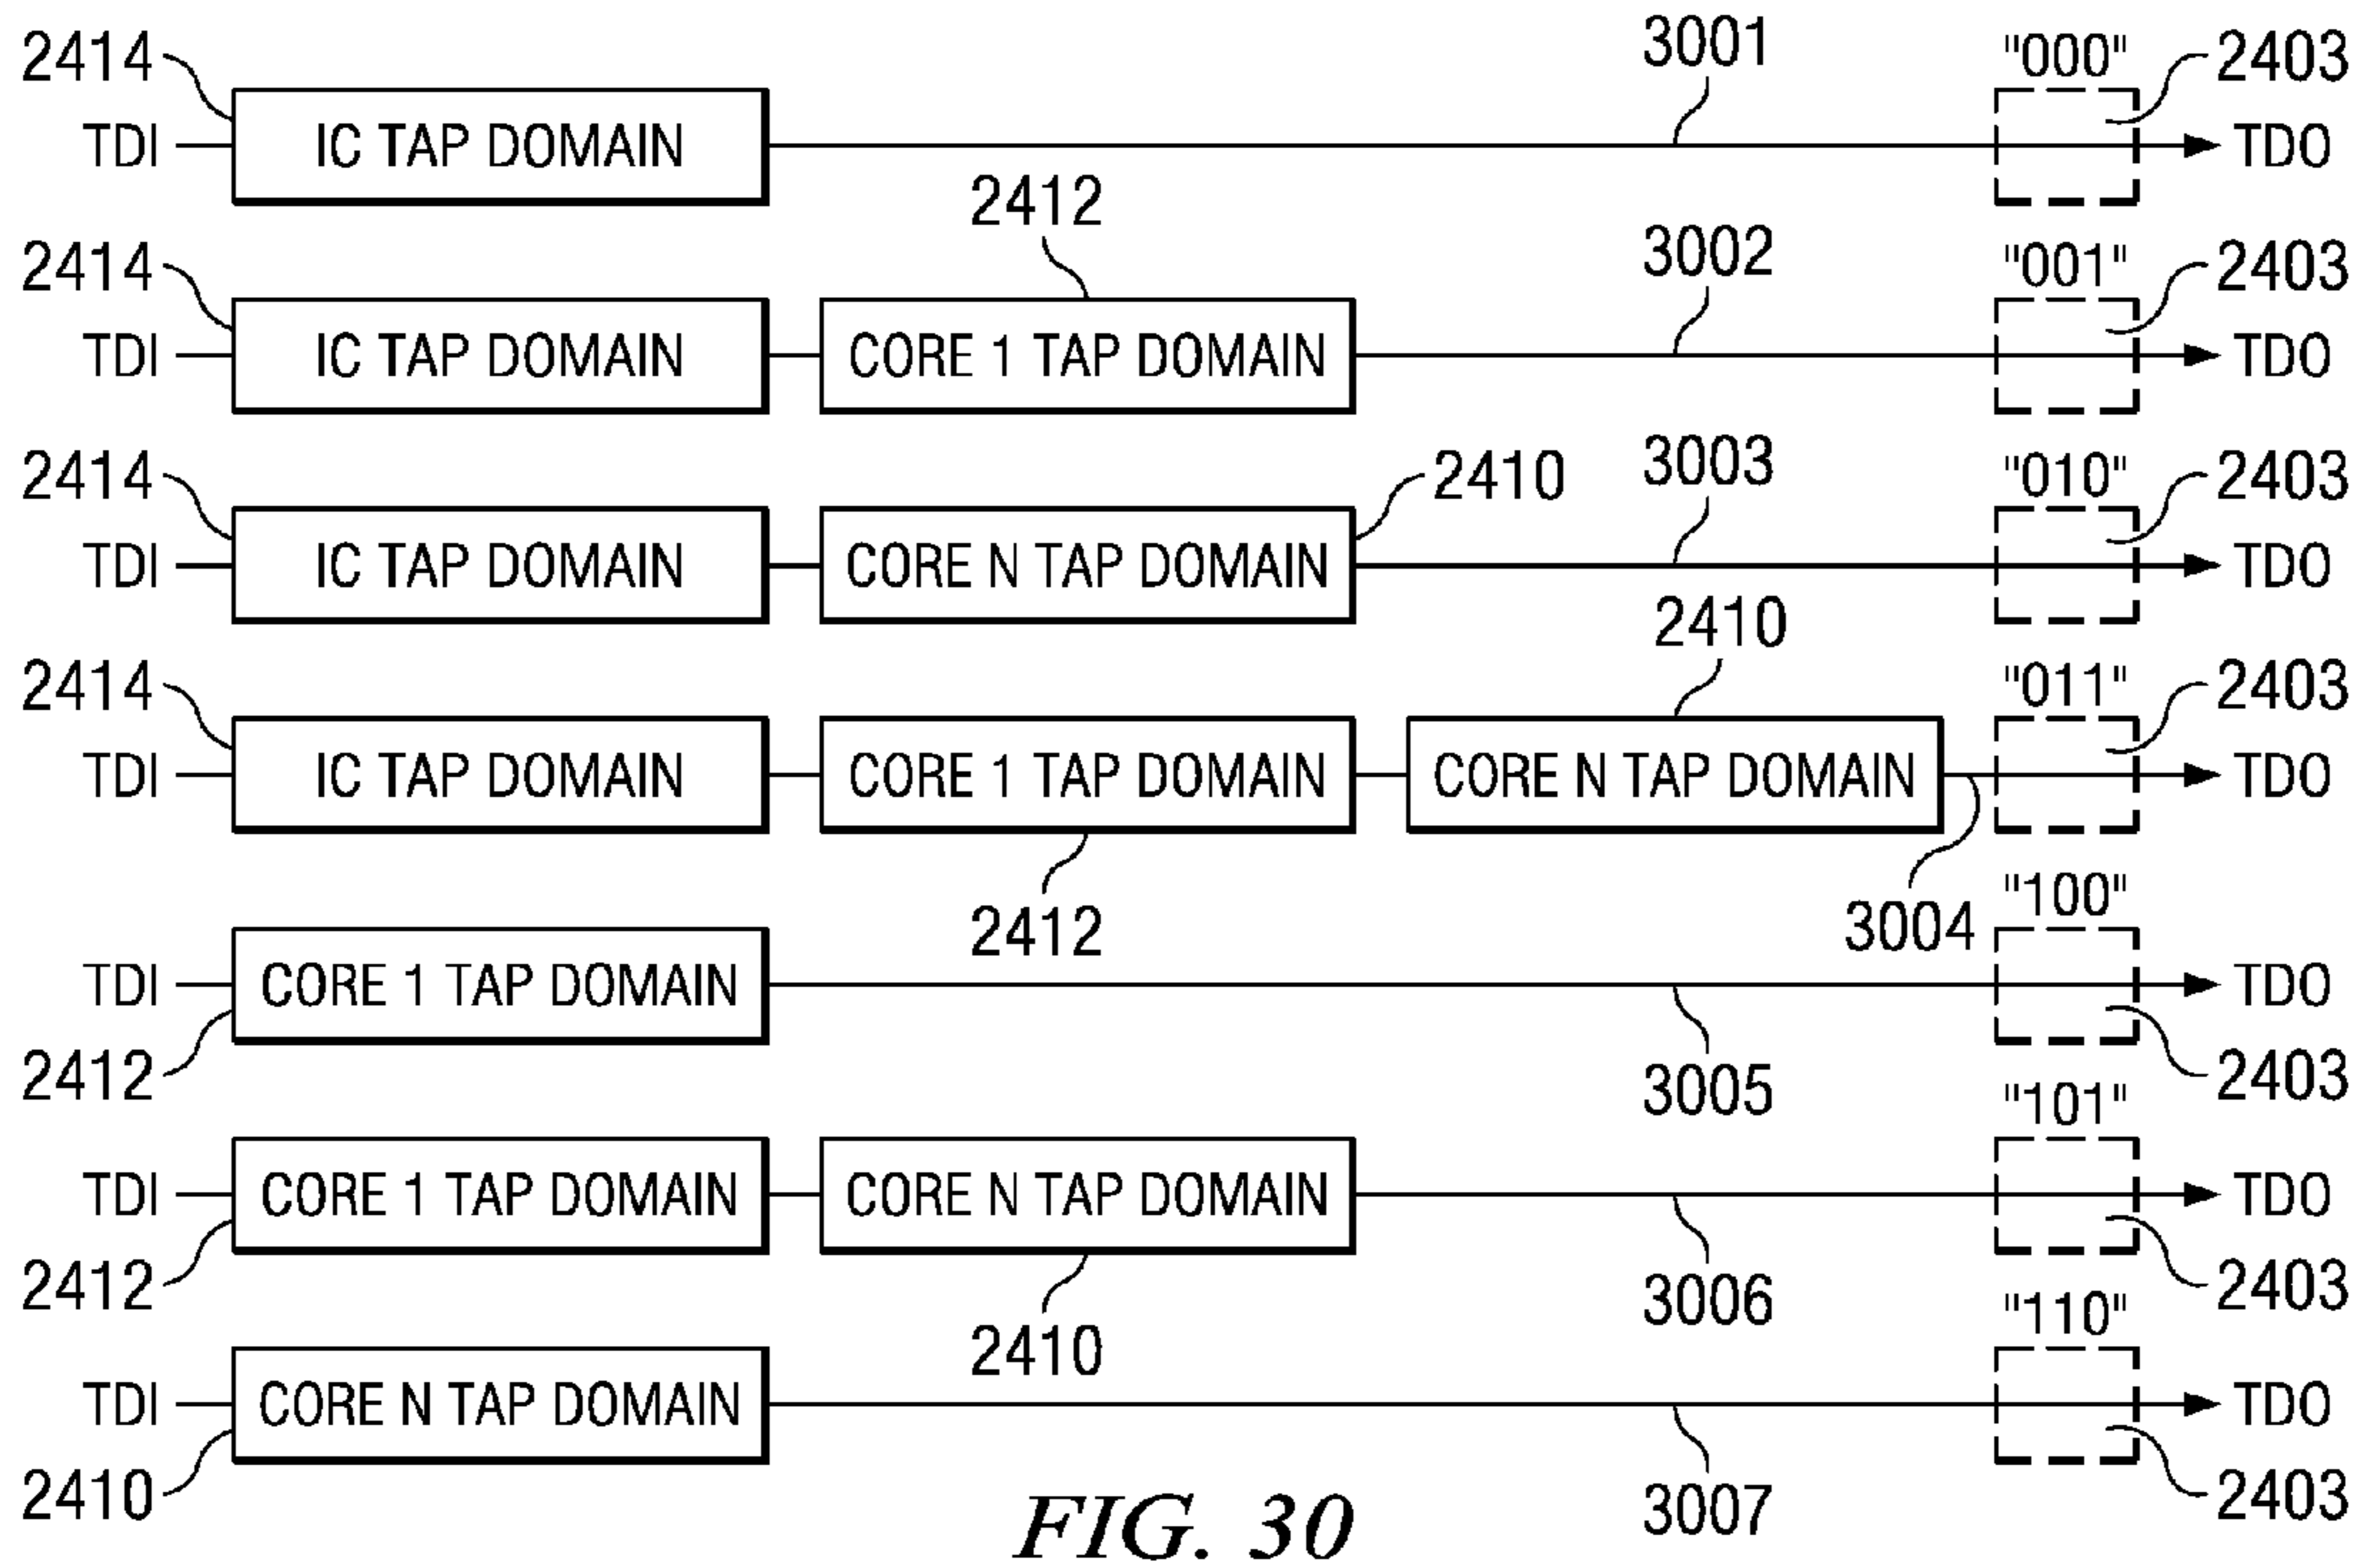 3001 "000" 2403
2414
TDI IC TAP DOMAIN TDO
2412
3002 "001" 2403
2414
TDI IC TAP DOMAIN CORE 1 TAP DOMAIN TDO
2414 2410 3003 "010" 2403
TDI IC TAP DOMAIN CORE N TAP DOMAIN TDO
2410
2414 "011" 2403
TDI IC TAP DOMAIN CORE 1 TAP DOMAIN CORE N TAP DOMAIN TDO
2412 3004 "100"
TDI CORE 1 TAP DOMAIN TDO
2412 3005 2403
"101"
TDI CORE 1 TAP DOMAIN CORE N TAP DOMAIN TDO
2412 3006 2403
2410 "110"
TDI CORE N TAP DOMAIN TDO
2410 3007 2403
FIG. 30